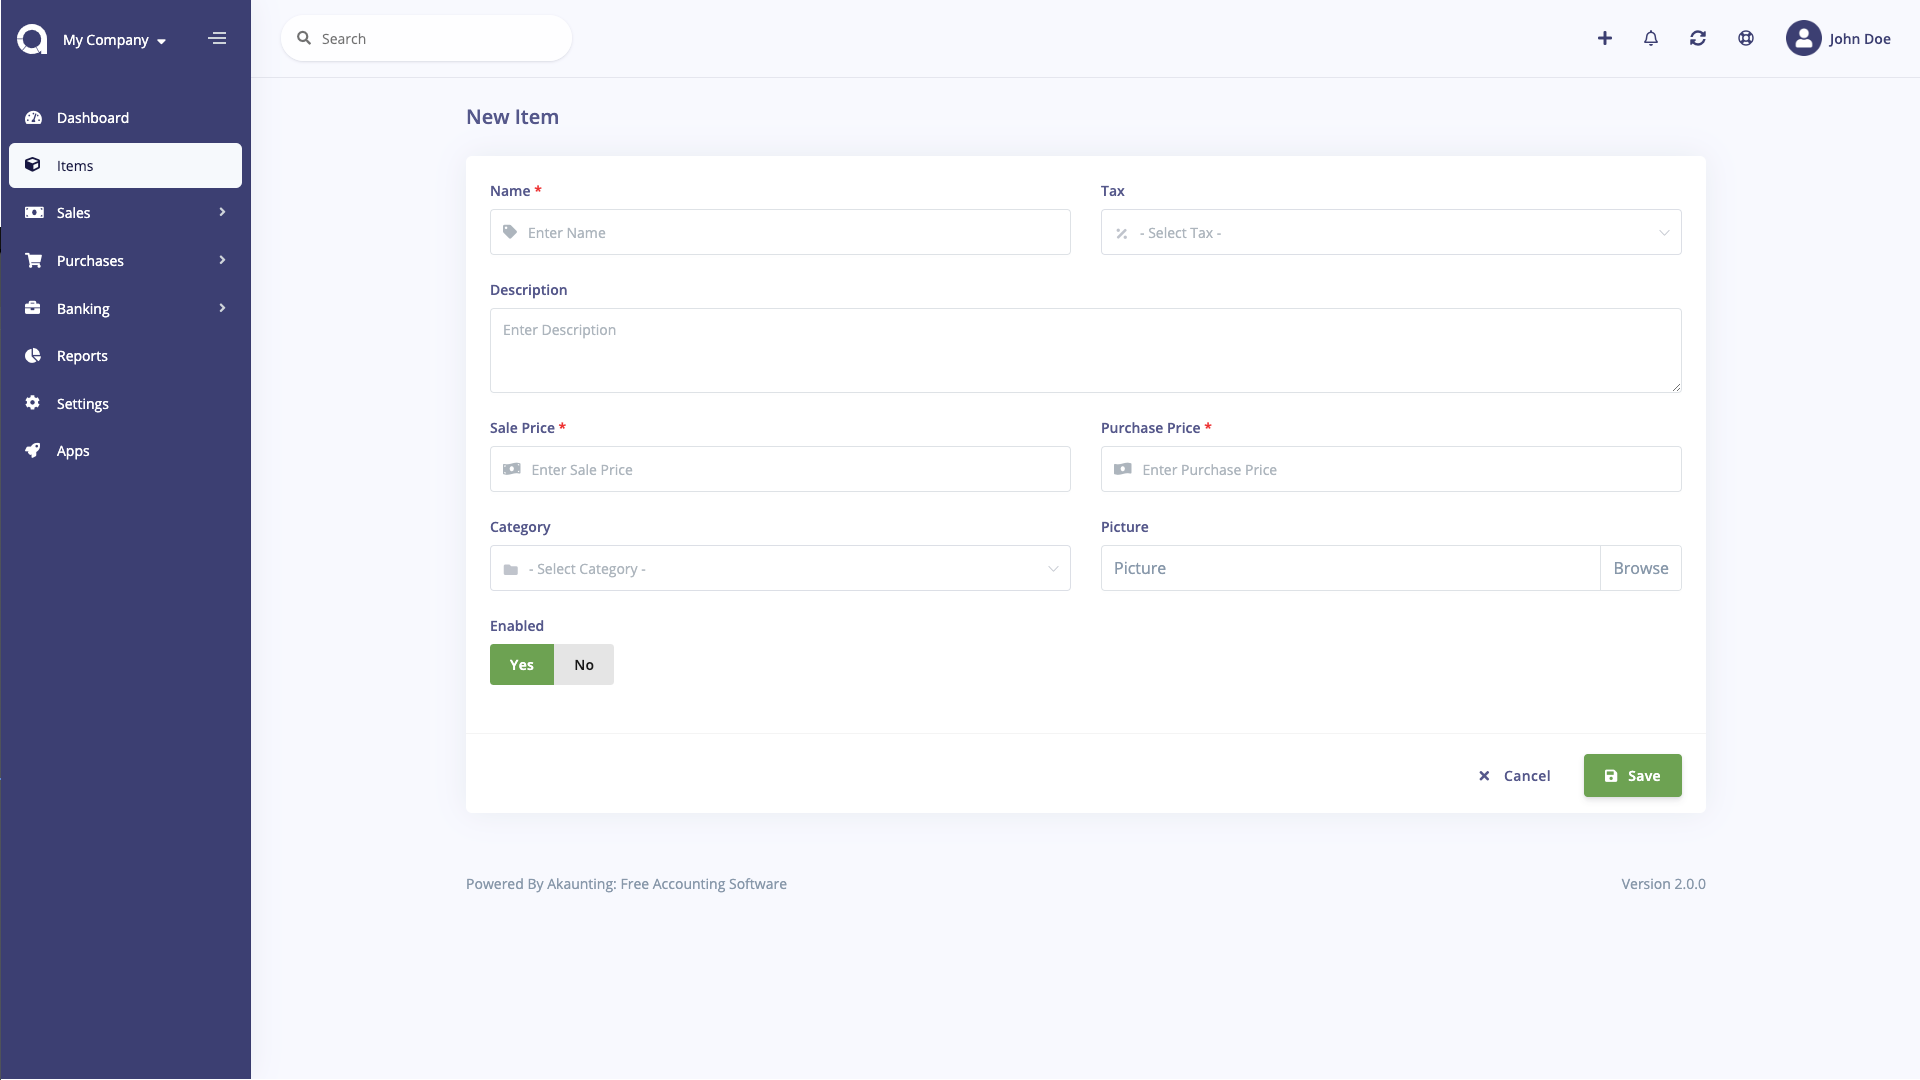 My Company
Search
John Doe
Dashboard
Items
Sales
Purchases
Banking
Reports
Settings
Apps
New Item
Name *
Tax
Enter Name
- Select Tax -
Description
Enter Description
Sale Price *
Purchase Price *
Enter Sale Price
Enter Purchase Price
Category
Picture
- Select Category -
Picture
Browse
Enabled
Yes
No
Cancel
Save
Powered By Akaunting: Free Accounting Software
Version 2.0.0